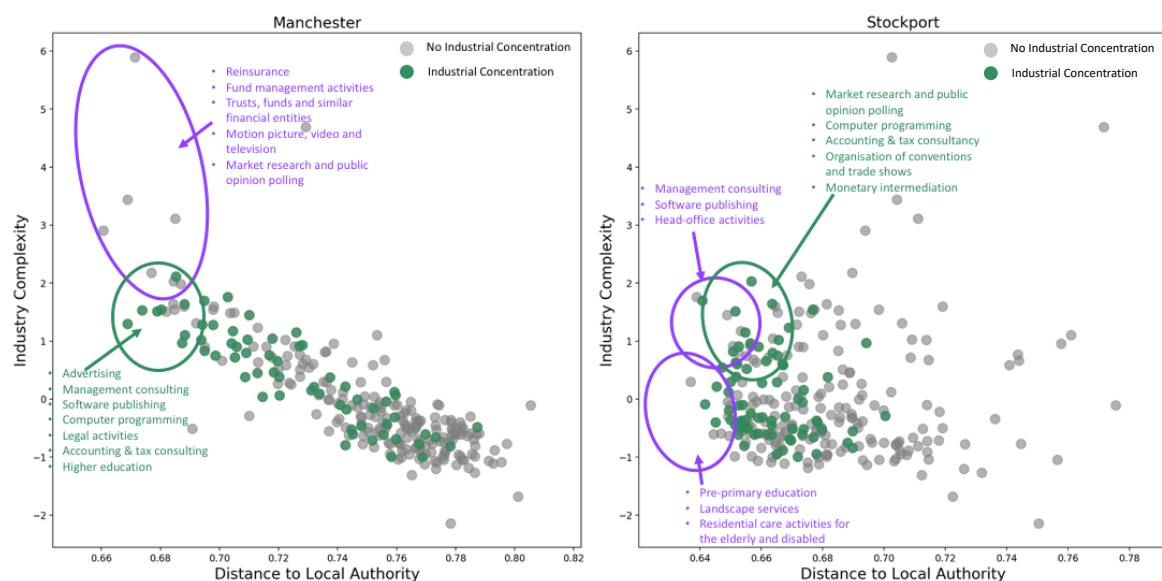 Manchester
No Industrial Concentration
Industrial Concentration
• Reinsurance
• Fund management activities
• Trusts, funds and similar
financial entities
• Motion picture, video and
television
• Market research and public
opinion polling
• Advertising
• Management consulting
• Software publishing
• Computer programming
• Legal activities
• Accounting & tax consulting
• Higher education
Industry Complexity
6
5
4
3
2
1
0
−1
−2
0.66 0.68 0.70 0.72 0.74 0.76 0.78 0.80 0.82
Distance to Local Authority
Stockport
No Industrial Concentration
Industrial Concentration
• Market research and public
opinion polling
• Computer programming
• Accounting & tax consultancy
• Organisation of conventions
and trade shows
• Monetary intermediation
• Management consulting
• Software publishing
• Head-office activities
• Pre-primary education
• Landscape services
• Residential care activities for
the elderly and disabled
Industry Complexity
6
5
4
3
2
1
0
−1
−2
0.64 0.66 0.68 0.70 0.72 0.74 0.76 0.78
Distance to Local Authority